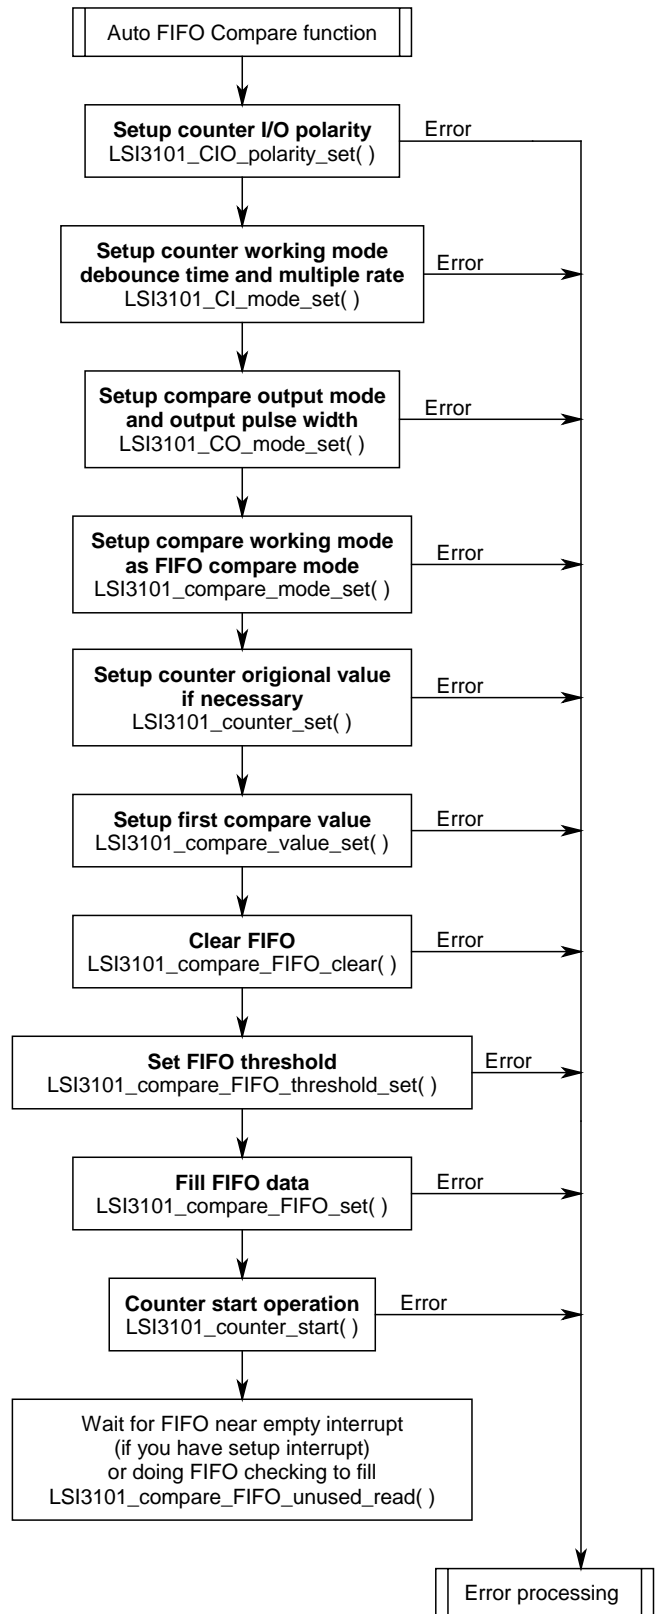 Auto FIFO Compare function
Setup counter I/O polarity
LSI3101_CIO_polarity_set( )
Error
Setup counter working mode
debounce time and multiple rate
LSI3101_CI_mode_set( )
Error
Setup compare output mode
and output pulse width
LSI3101_CO_mode_set( )
Error
Setup compare working mode
as FIFO compare mode
LSI3101_compare_mode_set( )
Error
Setup counter origional value
if necessary
LSI3101_counter_set( )
Error
Setup first compare value
LSI3101_compare_value_set( )
Error
Clear FIFO
LSI3101_compare_FIFO_clear( )
Error
Set FIFO threshold
LSI3101_compare_FIFO_threshold_set( )
Error
Fill FIFO data
LSI3101_compare_FIFO_set( )
Error
Counter start operation
LSI3101_counter_start( )
Error
Wait for FIFO near empty interrupt
(if you have setup interrupt)
or doing FIFO checking to fill
LSI3101_compare_FIFO_unused_read( )
Error processing